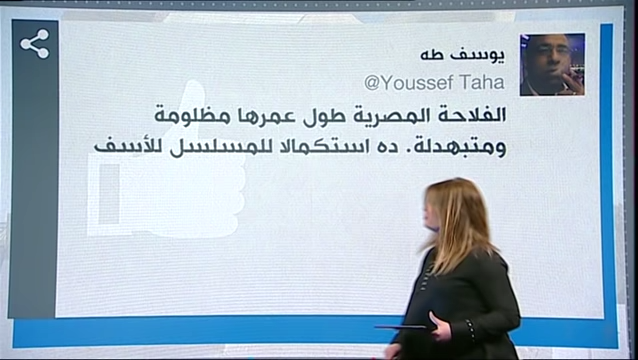 يوسف طه
@Youssef Taha
الفلاحة المصرية طول عمرها مظلومة
ومتبهدلة. ده استكمالا للمسلسل للأسف